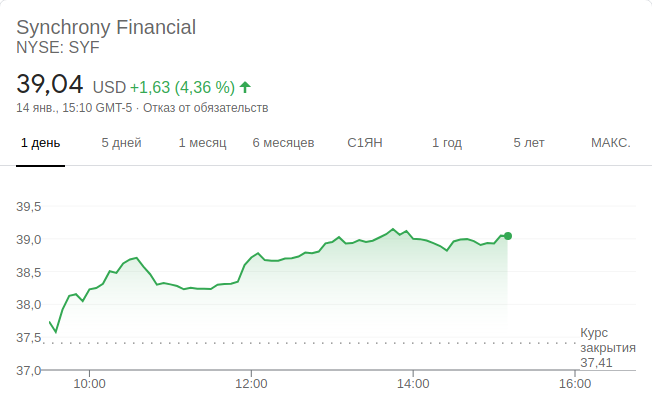 Synchrony Financial
NYSE: SYF
39,04 USD +1,63 (4,36 %)
14 янв., 15:10 GMT-5 · Отказ от обязательств
1 день 5 дней 1 месяц 6 месяцев С1ЯН 1 год 5 лет МАКС.
39,5
39,0
38,5
38,0
37,5
37,0
Курс
закрытия
37,41
10:00 12:00 14:00 16:00